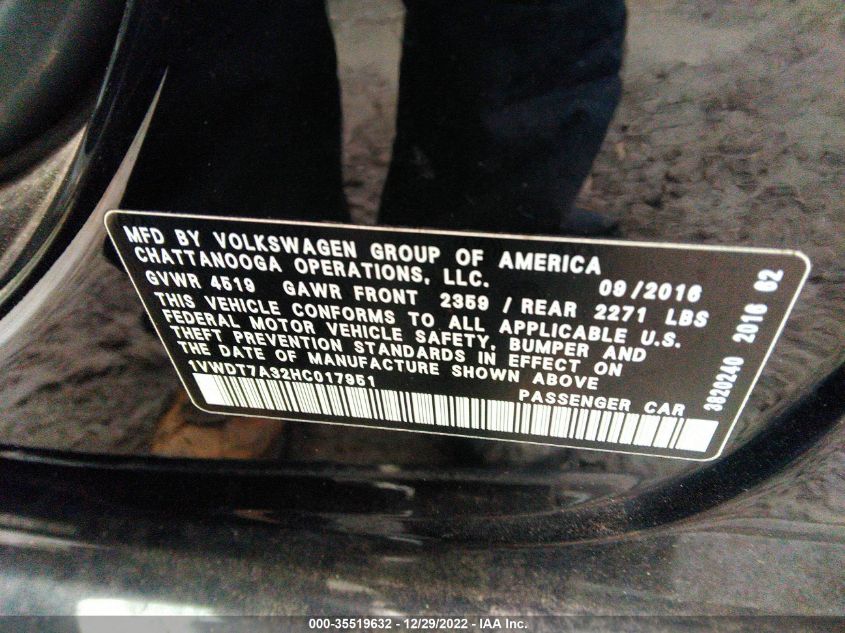 MFD BY VOLKSWAGEN GROUP OF AMERICA
CHATTANOOGA OPERATIONS, LLC.
09/2016
GVWR 4519 GAWR FRONT 2359 / REAR 2271 LBS
THIS VEHICLE CONFORMS TO ALL APPLICABLE U.S.
FEDERAL MOTOR VEHICLE SAFETY, BUMPER AND
THEFT PREVENTION STANDARDS IN EFFECT ON
THE DATE OF MANUFACTURE SHOWN ABOVE
1VWDT7A32HC017951
PASSENGER CAR
3920240 2016 62
000-35519632 - 12/29/2022 - IAA Inc.